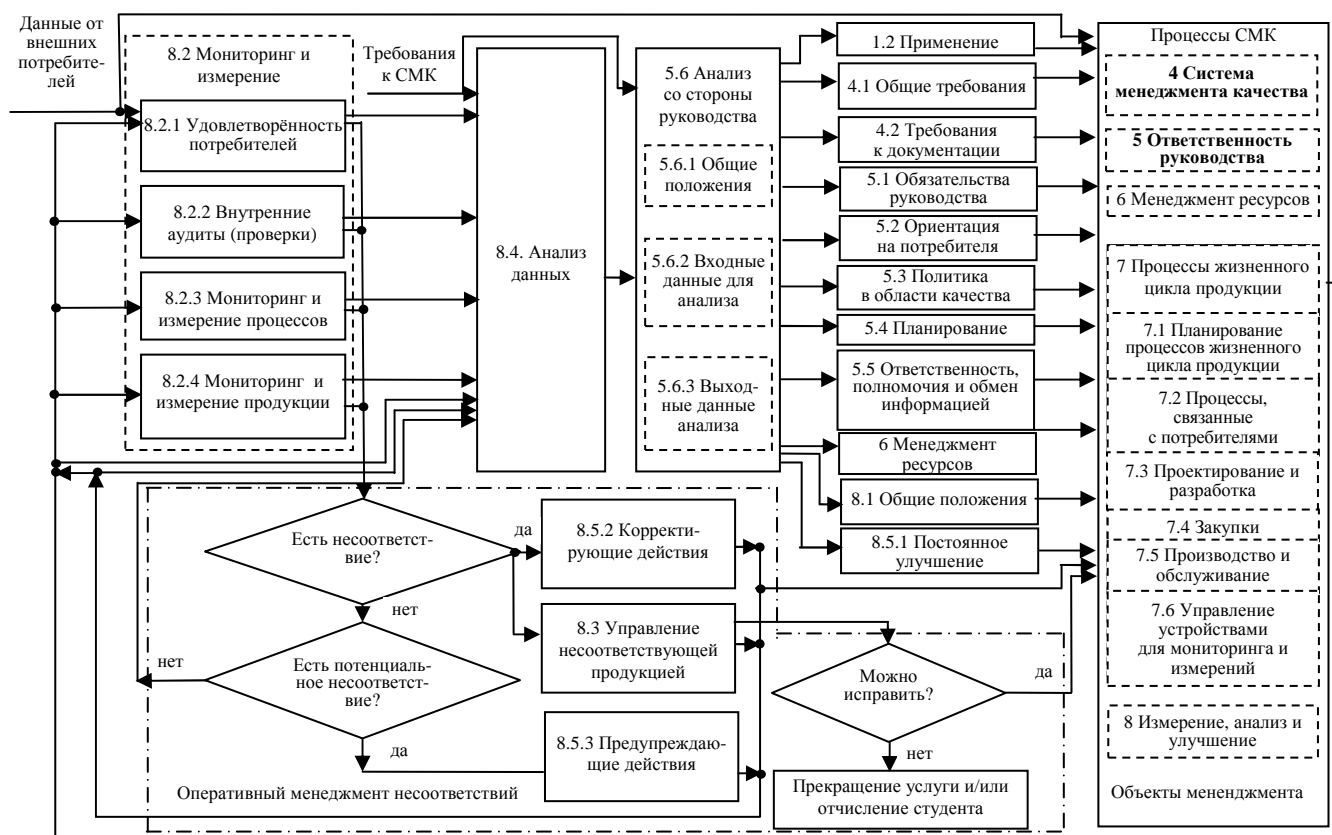 Данные от
внешних
потребите-
лей
8.2 Мониторинг и
измерение
8.2.1 Удовлетворённость
потребителей
8.2.2 Внутренние
аудиты (проверки)
8.2.3 Мониторинг и
измерение процессов
8.2.4 Мониторинг и
измерение продукции
Требования
к СМК
8.4. Анализ
данных
5.6 Анализ
со стороны
руководства
5.6.1 Общие
положения
5.6.2 Входные
данные для
анализа
5.6.3 Выход-
ные данные
анализа
1.2 Применение
4.1 Общие требования
4.2 Требования
к документации
5.1 Обязательства
руководства
5.2 Ориентация
на потребителя
5.3 Политика
в области качества
5.4 Планирование
5.5 Ответственность,
полномочия и обмен
информацией
6 Менеджмент
ресурсов
8.1 Общие положения
8.5.1 Постоянное
улучшение
Процессы СМК
4 Система
менеджмента качества
5 Ответственность
руководства
6 Менеджмент ресурсов
7 Процессы жизненного
цикла продукции
7.1 Планирование
процессов жизненного
цикла продукции
7.2 Процессы,
связанные
с потребителями
7.3 Проектирование и
разработка
7.4 Закупки
7.5 Производство и
обслуживание
7.6 Управление
устройствами
для мониторинга и
измерений
8 Измерение, анализ и
улучшение
Объекты мененджмента
Есть несоответст-
вие?
да
нет
8.5.2 Корректи-
рующие действия
8.3 Управление
несоответствующей
продукцией
нет
Есть потенциаль-
ное несоответст-
вие?
да
8.5.3 Предупреждаю-
щие действия
Можно
исправить?
да
нет
Прекращение услуги и/или
отчисление студента
Оперативный менеджмент несоответствий